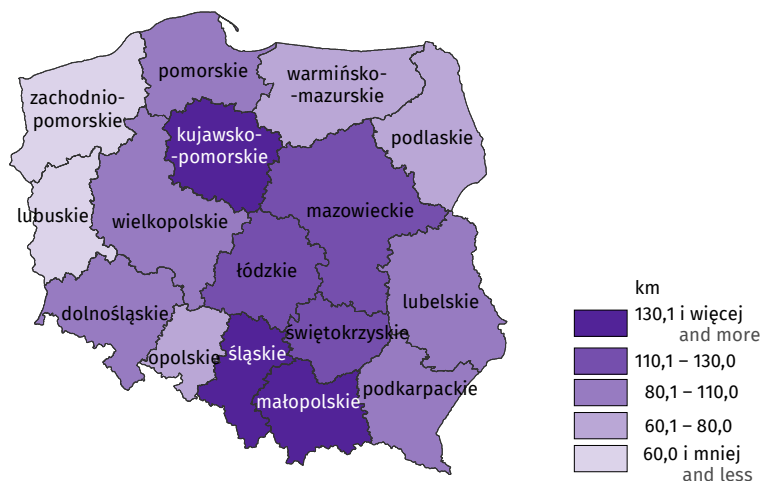 pomorskie
warmińsko-
-mazurskie
zachodnio-
pomorskie
kujawsko-
-pomorskie
podlaskie
lubuskie
wielkopolskie
mazowieckie
łódzkie
dolnośląskie
lubelskie
opolskie
śląskie
świętokrzyskie
małopolskie
podkarpackie
km
130,1 i więcej
and more
110,1 – 130,0
80,1 – 110,0
60,1 – 80,0
60,0 i mniej
and less